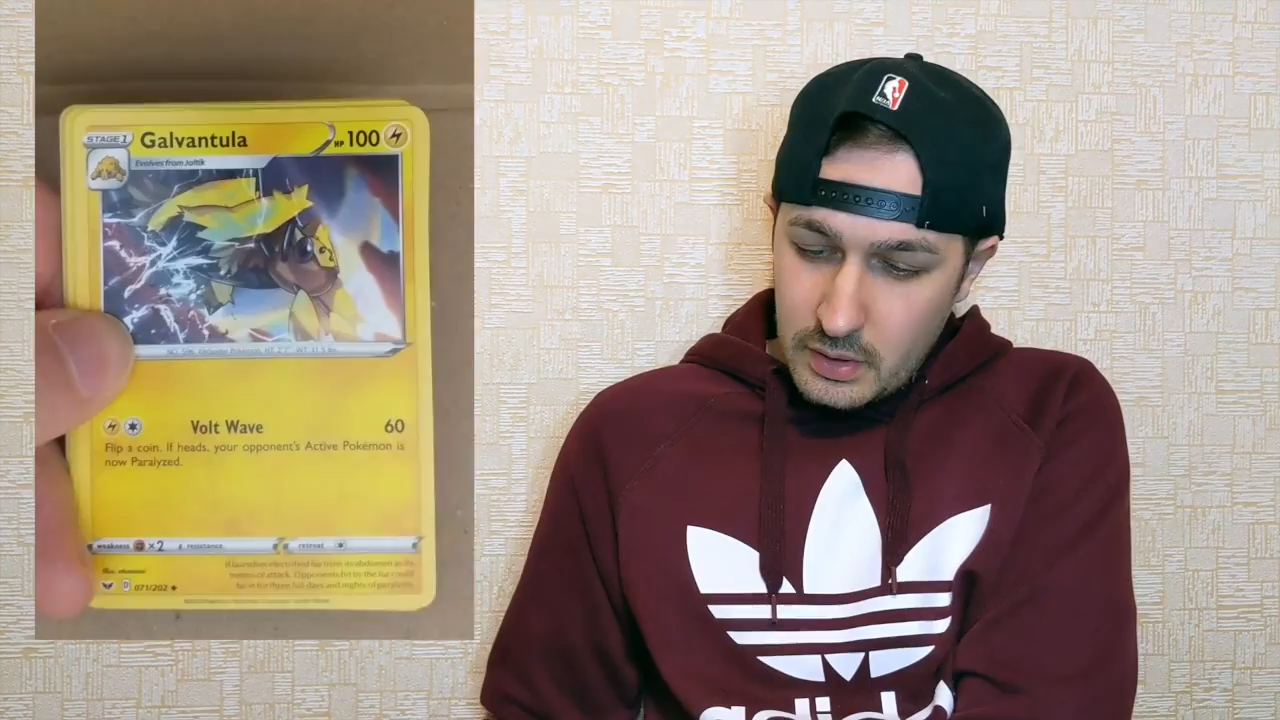 STAGE 1
Galvantula
HP 100
Evolves from Joltik
Volt Wave 60
Flip a coin. If heads, your opponent's Active Pokémon is
now Paralyzed.
weakness ×2 resistance retreat
D 071/202
NBA
adidas